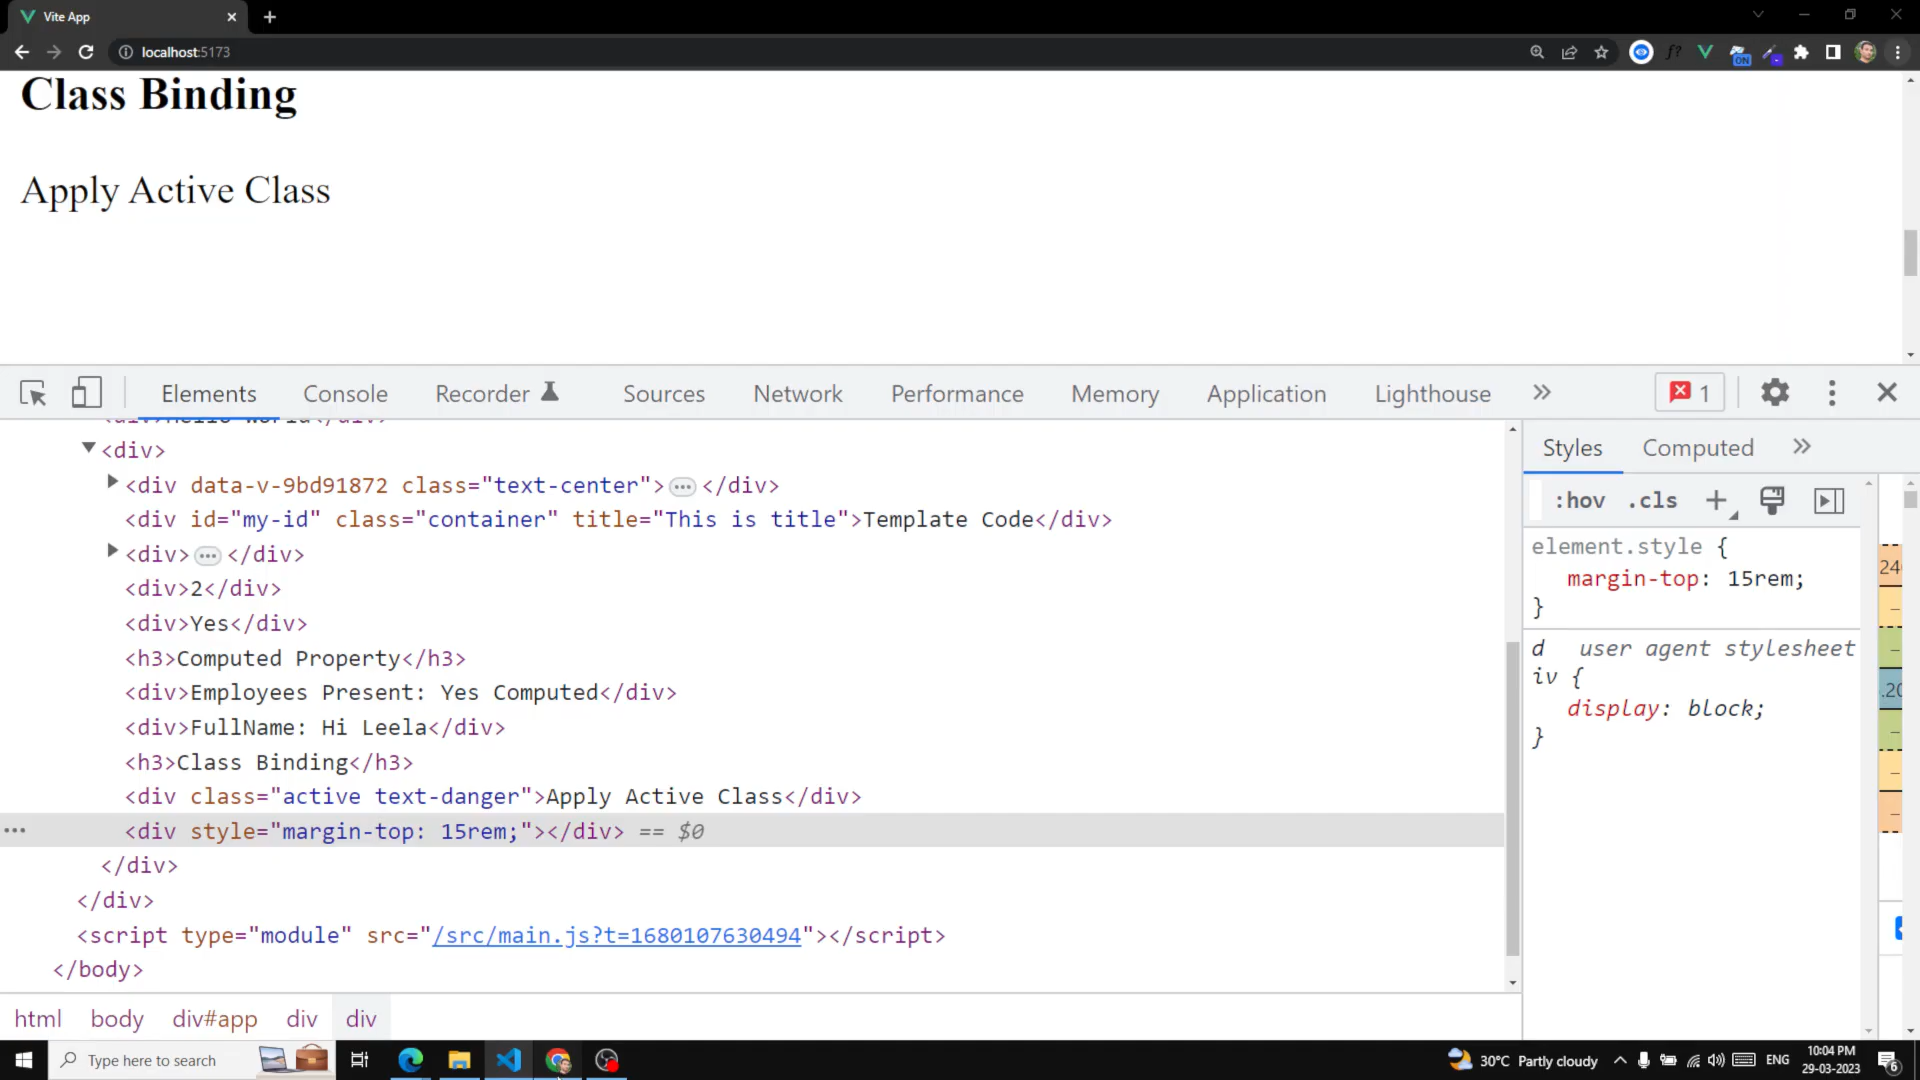 Vite App
localhost:5173
ON
Class Binding
Apply Active Class
Elements
Console
Recorder
Sources
Network
Performance
Memory
Application
Lighthouse
1
<div>
<div data-v-9bd91872 class="text-center"> ··· </div>
<div id="my-id" class="container" title="This is title">Template Code</div>
<div> ··· </div>
<div>2</div>
<div>Yes</div>
<h3>Computed Property</h3>
<div>Employees Present: Yes Computed</div>
<div>FullName: Hi Leela</div>
<h3>Class Binding</h3>
<div class="active text-danger">Apply Active Class</div>
<div style="margin-top: 15rem;"></div> == $0
</div>
</div>
<script type="module" src="/src/main.js?t=1680107630494"></script>
</body>
html
body
div#app
div
div
Styles
Computed
:hov
.cls
element.style {
margin-top: 15rem;
}
d user agent stylesheet
iv {
display: block;
}
Type here to search
30°C Partly cloudy
ENG
10:04 PM
29-03-2023
6